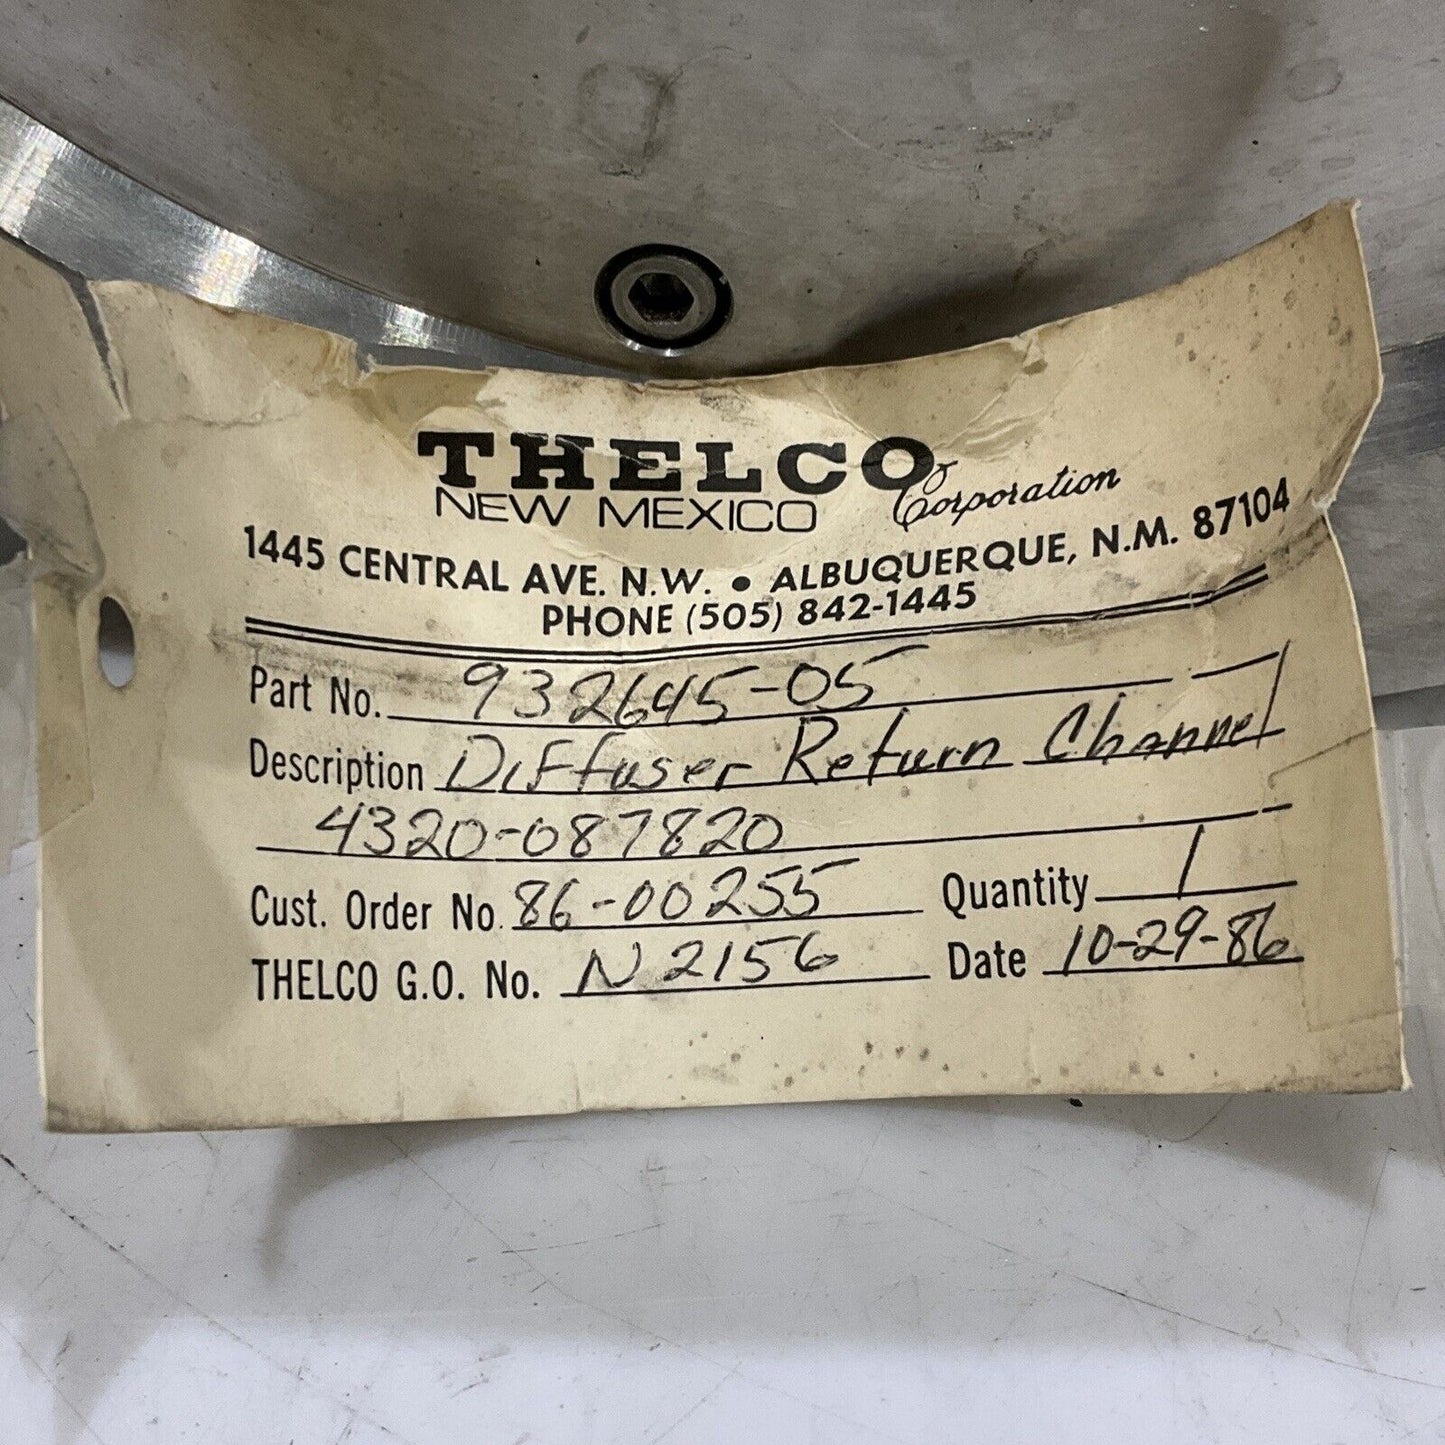 THELCO
NEW MEXICO Corporation
1445 CENTRAL AVE. N.W. • ALBUQUERQUE, N.M. 87104
PHONE (505) 842-1445
Part No. 932645-05
Description Diffuser Return Channel
4320-087820
Cust. Order No. 86-00255 Quantity 1
THELCO G.O. No. N2156 Date 10-29-86